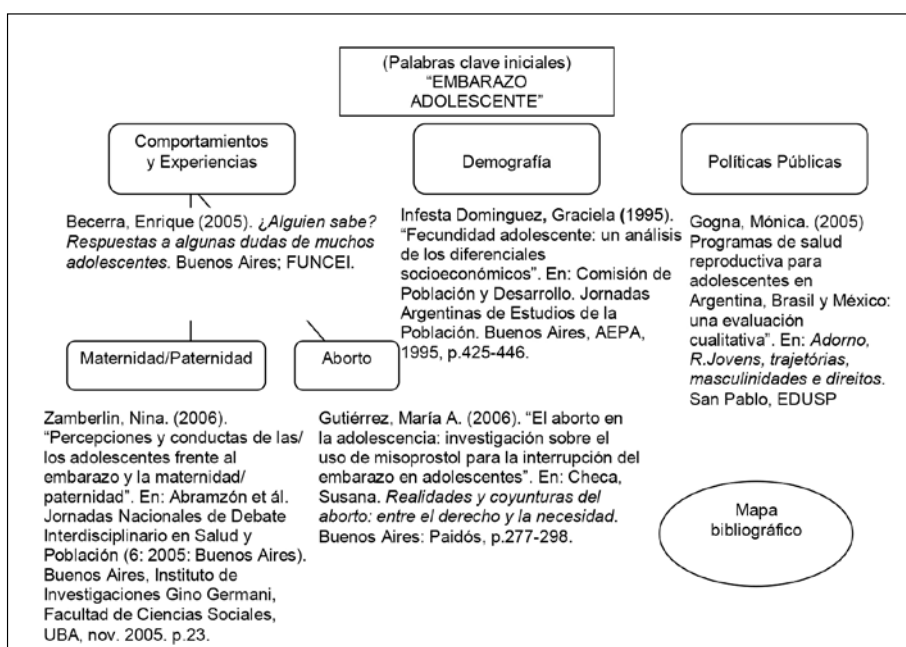 (Palabras clave iniciales)
“EMBARAZO
ADOLESCENTE”
Comportamientos
y Experiencias
Becerra, Enrique (2005). ¿Alguien sabe?
Respuestas a algunas dudas de muchos
adolescentes. Buenos Aires; FUNCEI.
Maternidad/Paternidad
Zamberlin, Nina. (2006).
“Percepciones y conductas de las/
los adolescentes frente al
embarazo y la maternidad/
paternidad”. En: Abramzón et ál.
Jornadas Nacionales de Debate
Interdisciplinario en Salud y
Población (6: 2005: Buenos Aires).
Buenos Aires, Instituto de
Investigaciones Gino Germani,
Facultad de Ciencias Sociales,
UBA, nov. 2005. p.23.
Aborto
Gutiérrez, María A. (2006). “El aborto en
la adolescencia: investigación sobre el
uso de misoprostol para la interrupción del
embarazo en adolescentes”. En: Checa,
Susana. Realidades y coyunturas del
aborto: entre el derecho y la necesidad.
Buenos Aires: Paidós, p.277-298.
Demografía
Infesta Dominguez, Graciela (1995).
“Fecundidad adolescente: un análisis
de los diferenciales
socioeconómicos”. En: Comisión de
Población y Desarrollo. Jornadas
Argentinas de Estudios de la
Población. Buenos Aires, AEPA,
1995, p.425-446.
Políticas Públicas
Gogna, Mónica. (2005)
Programas de salud
reproductiva para
adolescentes en
Argentina, Brasil y México:
una evaluación
cualitativa”. En: Adorno,
R.Jovens, trajetórias,
masculinidades e direitos.
San Pablo, EDUSP
Mapa
bibliográfico